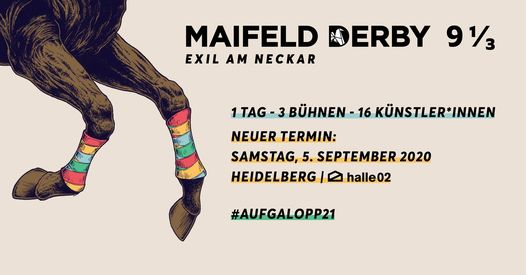 MAIFELD DERBY 9 ⅓
EXIL AM NECKAR
1 TAG - 3 BÜHNEN - 16 KÜNSTLER*INNEN
NEUER TERMIN:
SAMSTAG, 5. SEPTEMBER 2020
HEIDELBERG | halle02
#AUFGALOPP21